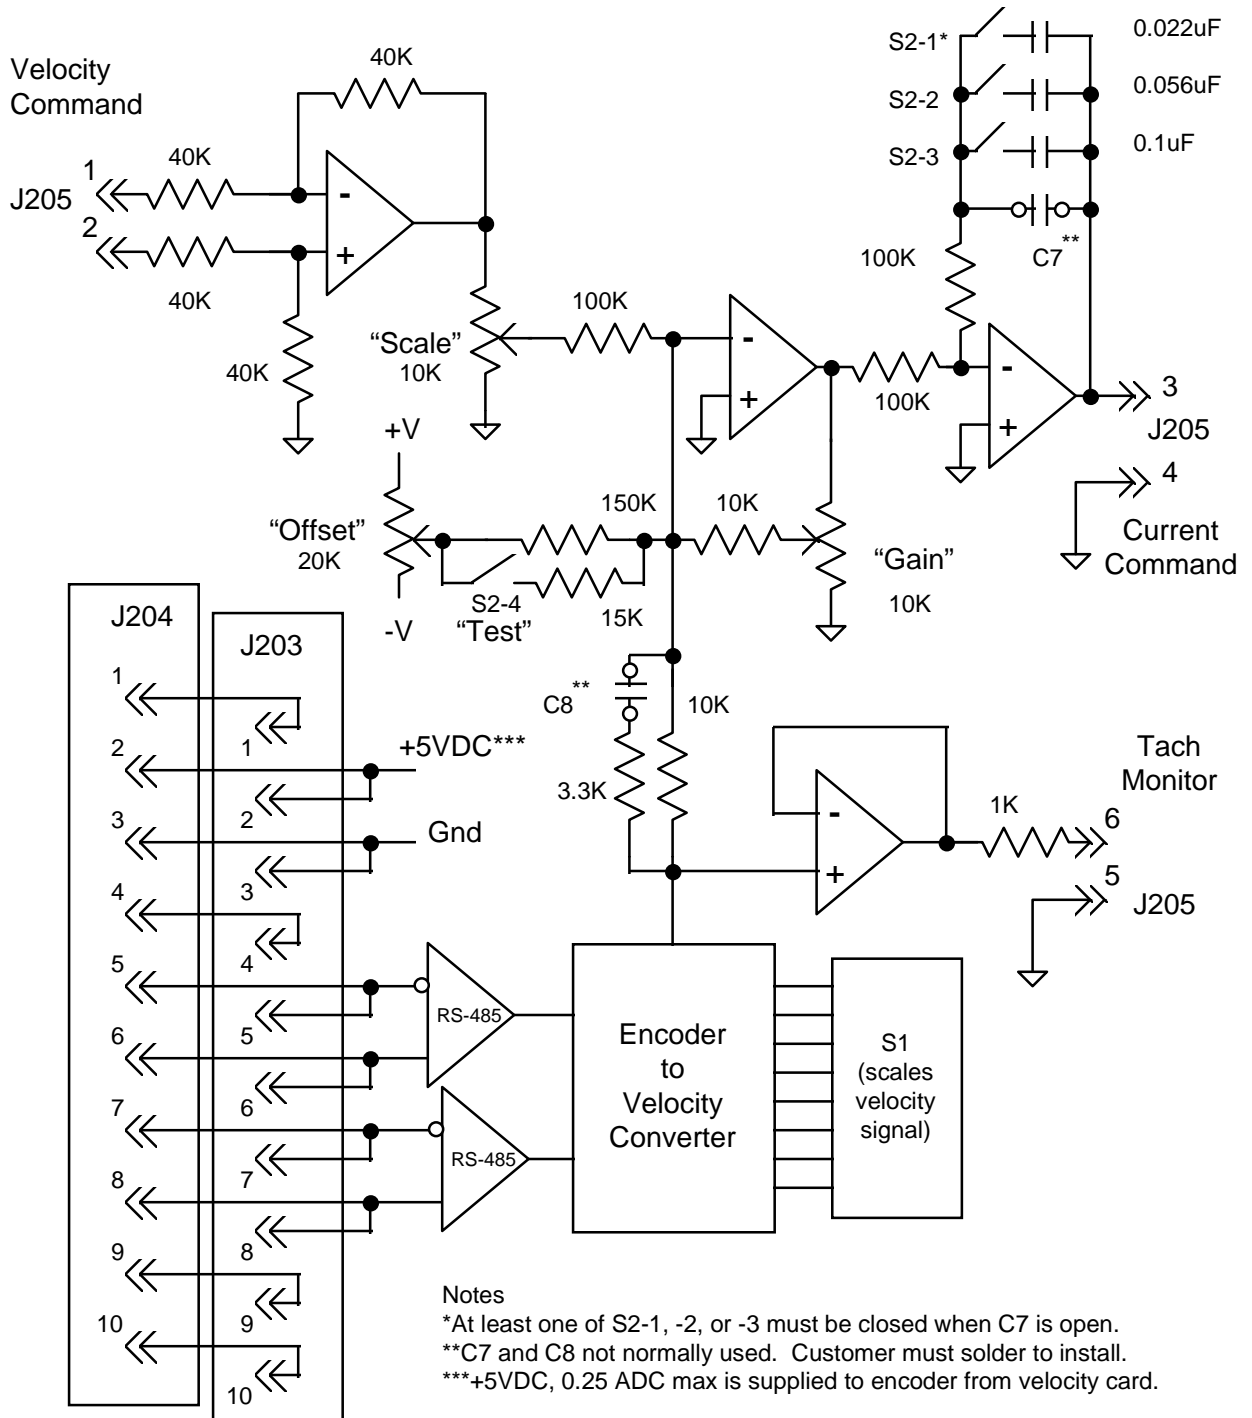 Velocity
Command
40K
S2-1*
0.022uF
S2-2
0.056uF
S2-3
0.1uF
C7**
1
40K
-
J205
2
+
40K
40K
"Scale"
10K
100K
-
+
100K
100K
-
+
3
J205
4
Current
Command
+V
"Offset"
20K
-V
150K
S2-4
"Test"
15K
10K
"Gain"
10K
C8**
10K
3.3K
-
+
1K
Tach
Monitor
6
5
J205
J204
J203
1
1
2
+5VDC***
2
3
Gnd
3
4
4
5
5
6
6
7
7
8
8
9
9
10
10
RS-485
RS-485
Encoder
to
Velocity
Converter
S1
(scales
velocity
signal)
Notes
*At least one of S2-1, -2, or -3 must be closed when C7 is open.
**C7 and C8 not normally used. Customer must solder to install.
***+5VDC, 0.25 ADC max is supplied to encoder from velocity card.